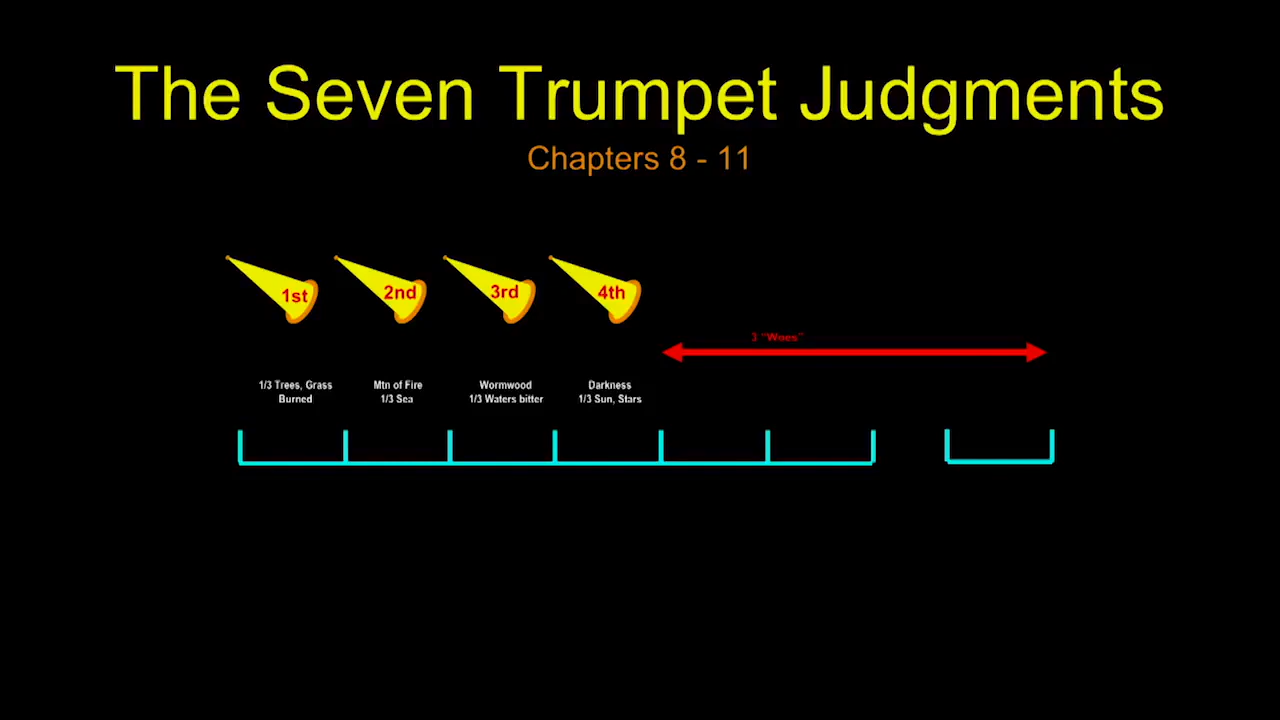 The Seven Trumpet Judgments
Chapters 8 - 11
1st
2nd
3rd
4th
3 "Woes"
1/3 Trees, Grass
Burned
Mtn of Fire
1/3 Sea
Wormwood
1/3 Waters bitter
Darkness
1/3 Sun, Stars